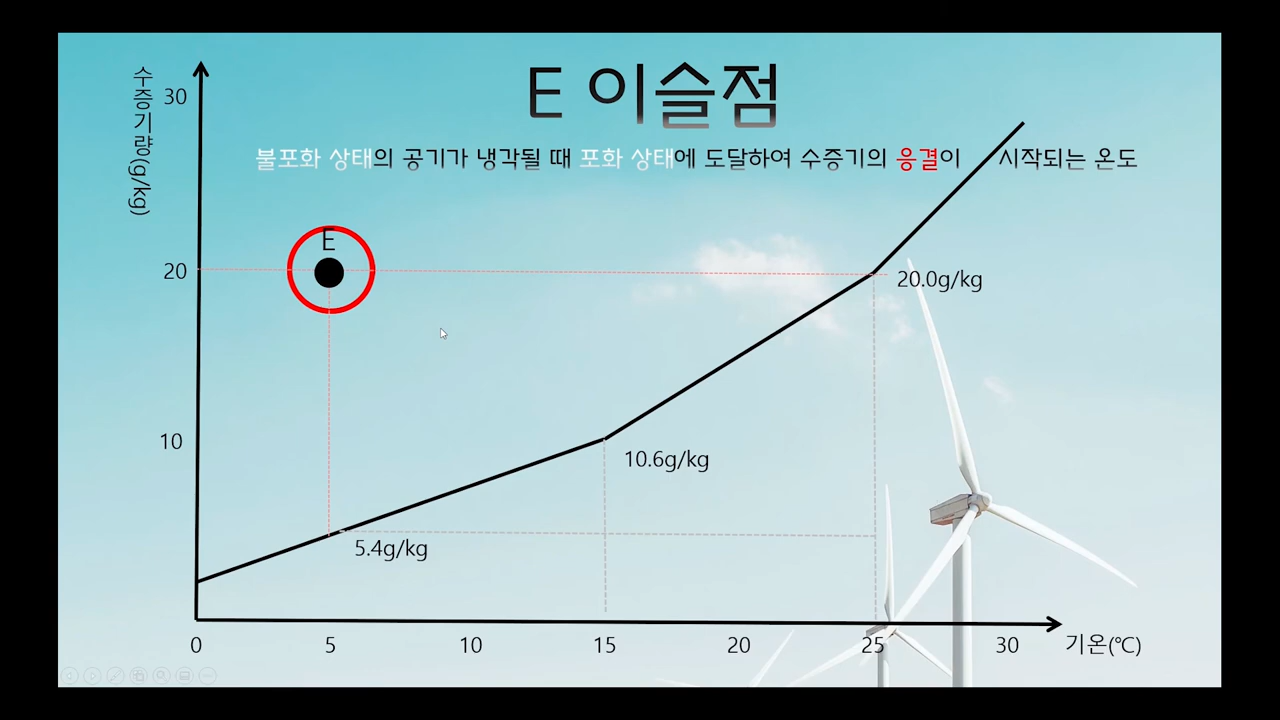 E 이슬점
불포화 상태의 공기가 냉각될 때 포화 상태에 도달하여 수증기의 응결이 시작되는 온도
수증기량(g/kg)
30
E
20
20.0g/kg
10
10.6g/kg
5.4g/kg
0 5 10 15 20 25 30 기온(℃)